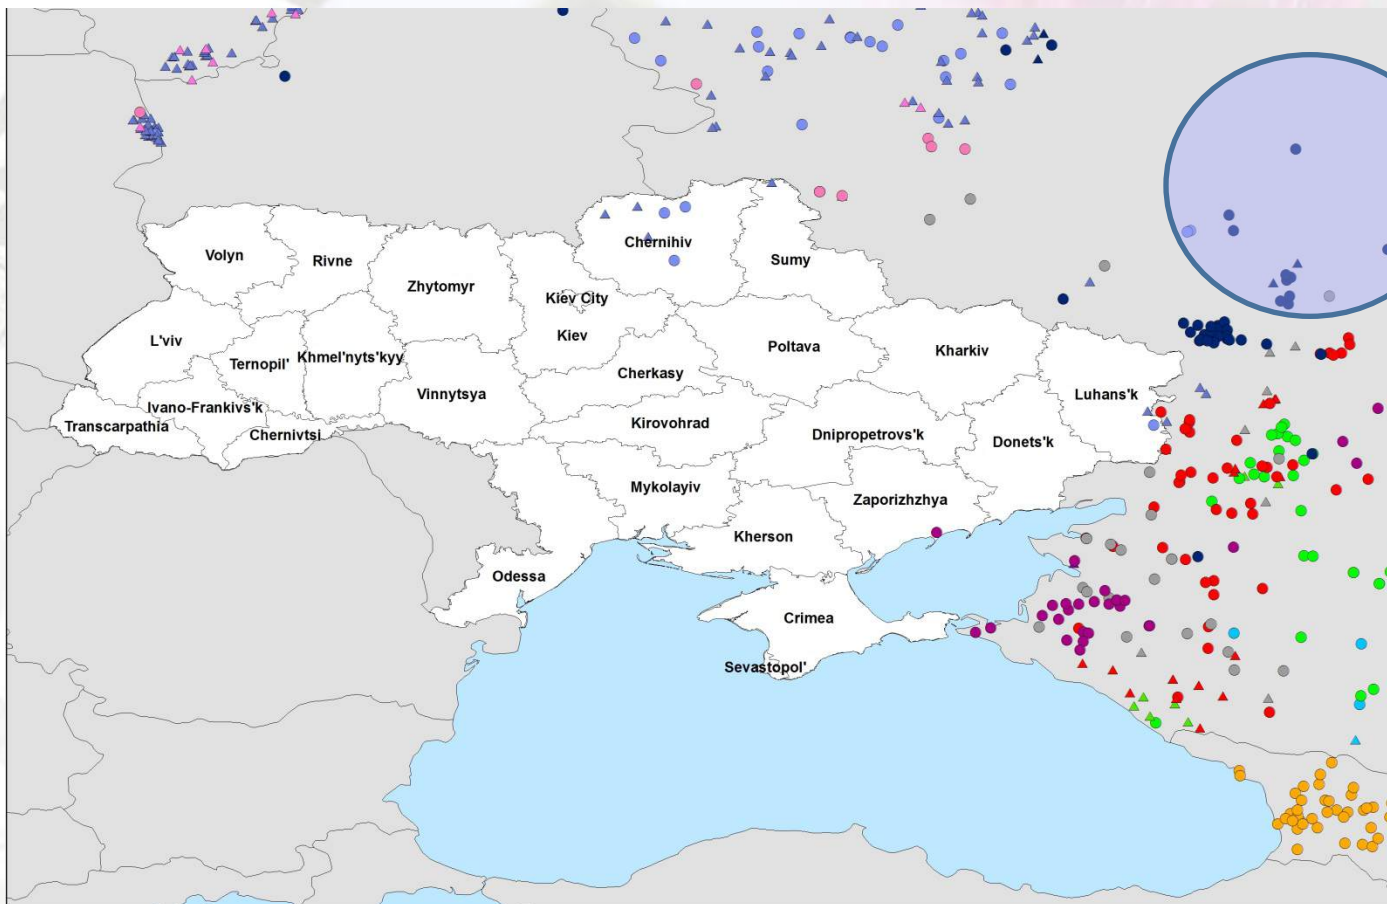 Volyn
Rivne
Zhytomyr
Chernihiv
Sumy
Kiev City
Kiev
L'viv
Ternopil'
Khmel'nyts'kyy
Vinnytsya
Cherkasy
Poltava
Kharkiv
Luhans'k
Ivano-Frankivs'k
Transcarpathia
Chernivtsi
Kirovohrad
Dnipropetrovs'k
Donets'k
Mykolayiv
Zaporizhzhya
Kherson
Odessa
Crimea
Sevastopol'